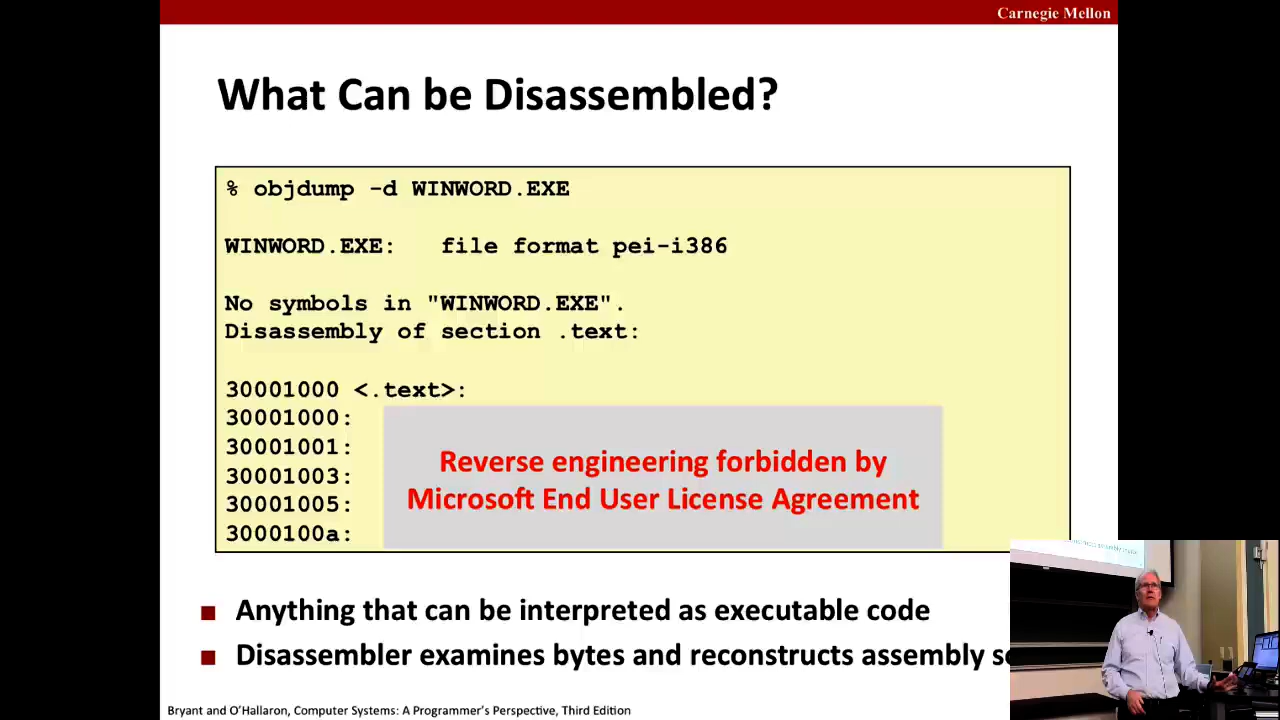 Carnegie Mellon
What Can be Disassembled?
% objdump -d WINWORD.EXE
WINWORD.EXE: file format pei-i386
No symbols in "WINWORD.EXE".
Disassembly of section .text:
30001000 <.text>:
30001000:
30001001:
30001003:
30001005:
3000100a:
Reverse engineering forbidden by
Microsoft End User License Agreement
Anything that can be interpreted as executable code
Disassembler examines bytes and reconstructs assembly
Bryant and O'Hallaron, Computer Systems: A Programmer's Perspective, Third Edition